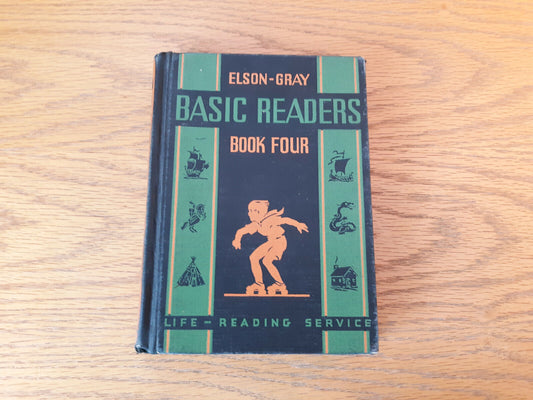 ELSON-GRAY
BASIC READERS
BOOK FOUR
LIFE-READING SERVICE